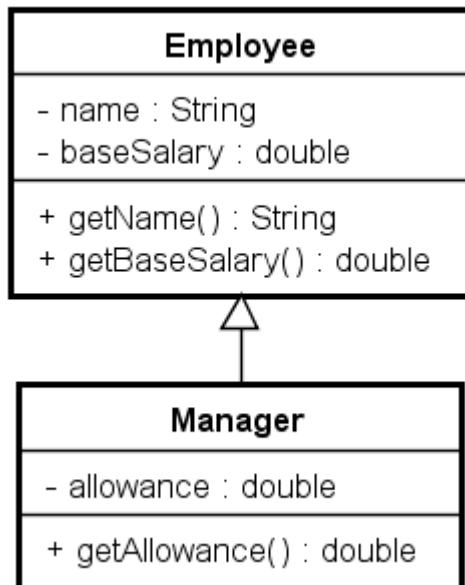 Employee
- name : String
- baseSalary : double
+ getName() : String
+ getBaseSalary() : double
Manager
- allowance : double
+ getAllowance() : double